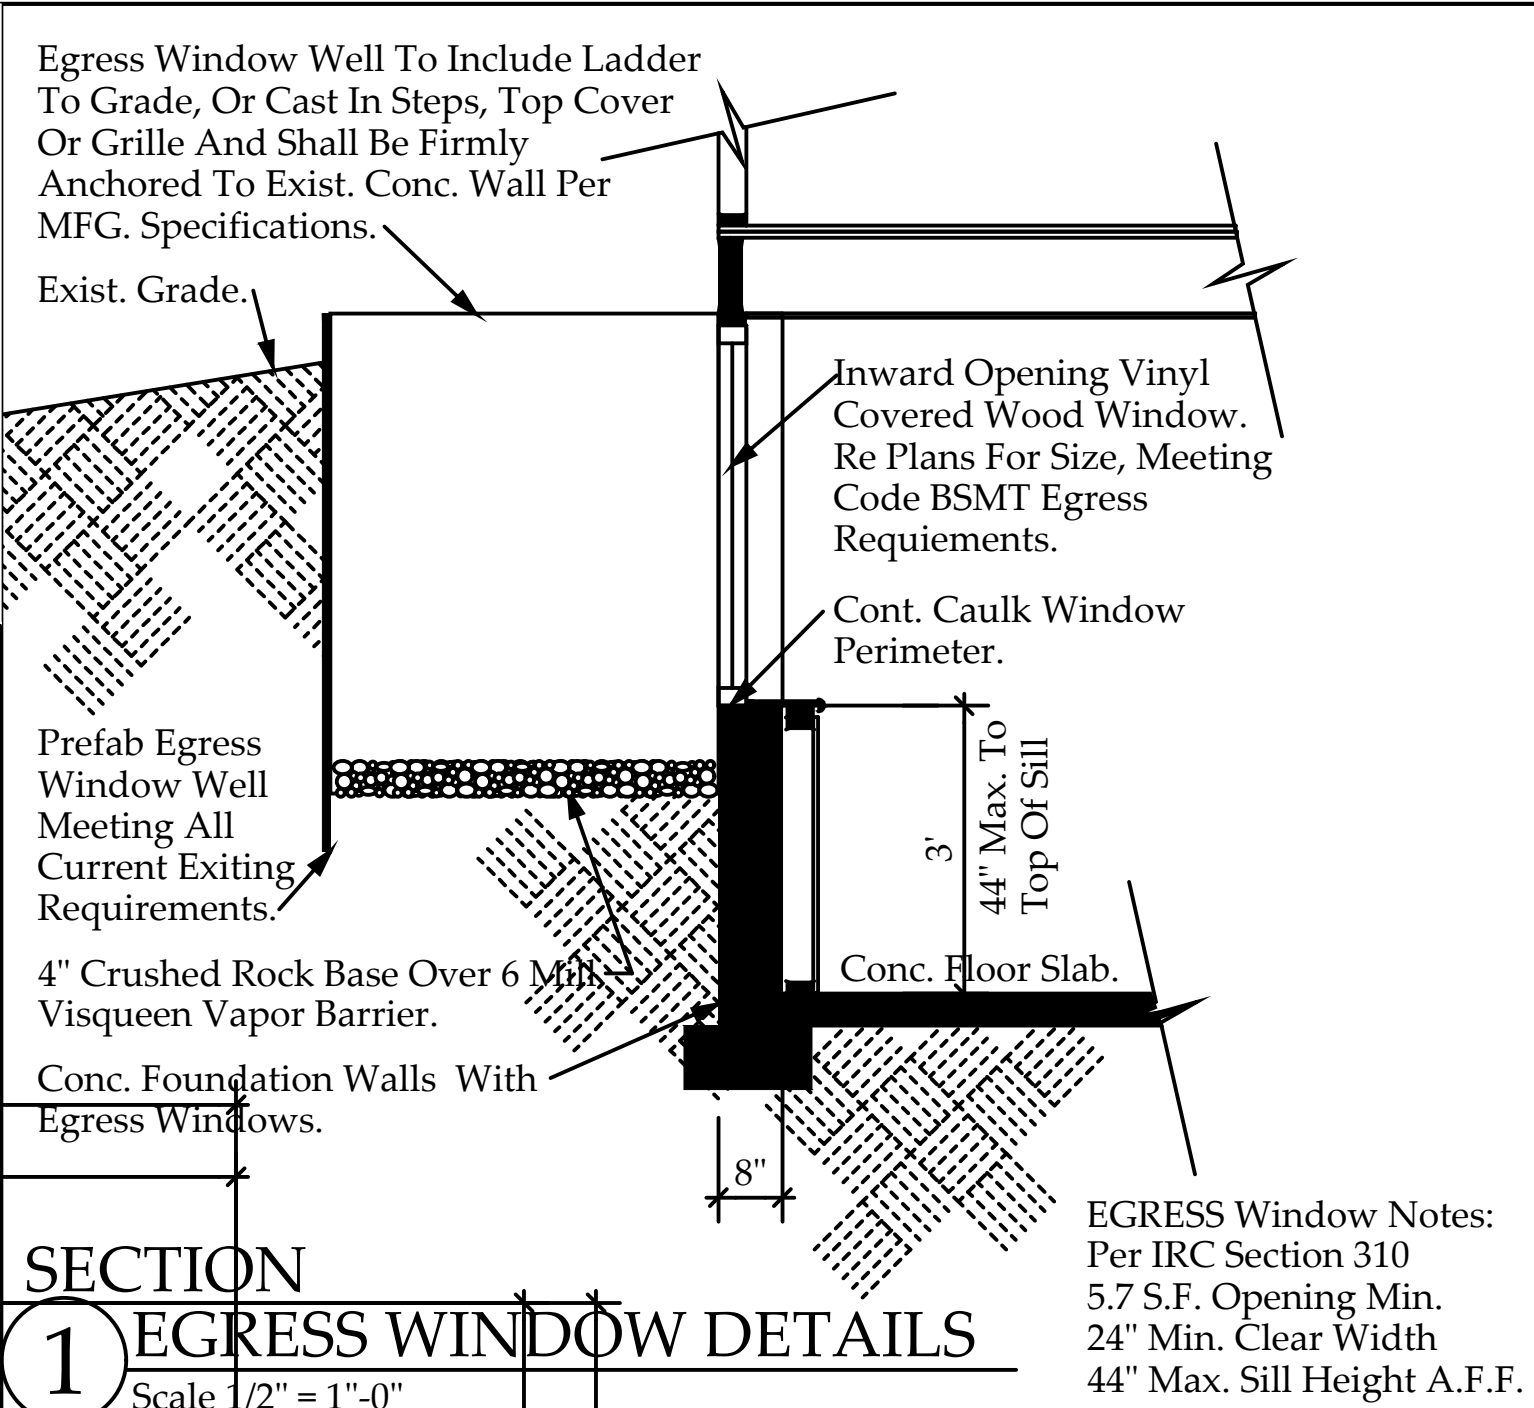 Egress Window Well To Include Ladder
To Grade, Or Cast In Steps, Top Cover
Or Grille And Shall Be Firmly
Anchored To Exist. Conc. Wall Per
MFG. Specifications.
Exist. Grade.
Inward Opening Vinyl
Covered Wood Window.
Re Plans For Size, Meeting
Code BSMT Egress
Requiements.
Cont. Caulk Window
Perimeter.
3'
44" Max. To
Top Of Sill
Prefab Egress
Window Well
Meeting All
Current Exiting
Requirements.
4" Crushed Rock Base Over 6 Mill
Visqueen Vapor Barrier.
Conc. Floor Slab.
Conc. Foundation Walls  With
Egress Windows.
8"
EGRESS Window Notes:
Per IRC Section 310
5.7 S.F. Opening Min.
24" Min. Clear Width
44" Max. Sill Height A.F.F.
SECTION
1
EGRESS WINDOW DETAILS
Scale 1/2" = 1"-0"